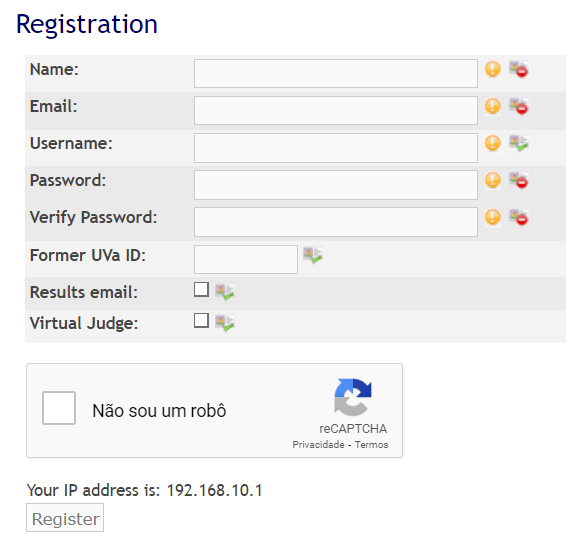 Registration
Name:
Email:
Username:
Password:
Verify Password:
Former UVa ID:
Results email:
Virtual Judge:
Não sou um robô
reCAPTCHA
Privacidade - Termos
Your IP address is: 192.168.10.1
Register